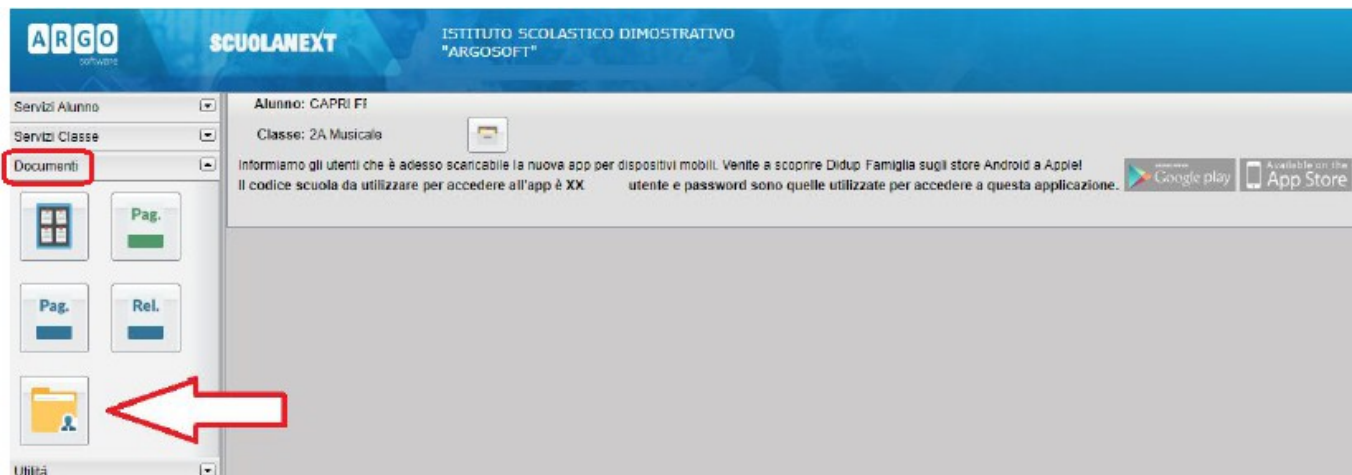 ARGO
software
SCUOLANEXT
ISTITUTO SCOLASTICO DIMOSTRATIVO
"ARGOSOFT"
Servizi Alunno
Servizi Classe
Documenti
Pag.
Pag.
Rel.
Utilità
Alunno: CAPRI FF
Classe: 2A Musicale
Informiamo gli utenti che è adesso scaricabile la nuova app per dispositivi mobili. Venite a scoprire Didup Famiglia sugli store Android a Apple!
Il codice scuola da utilizzare per accedere all'app è XX utente e password sono quelle utilizzate per accedere a questa applicazione.
Google play
Available on the
App Store